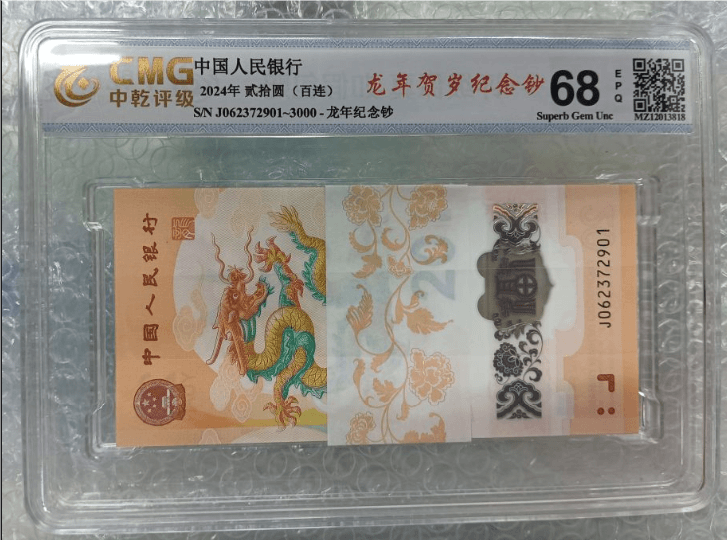 CMG
中乾评级
中国人民银行
2024年 贰拾圆（百连）
S/N J062372901~3000 - 龙年纪念钞
龙年贺岁纪念钞
68
EPQ
Superb Gem Unc
MZ12013818
中国人民银行
J062372901